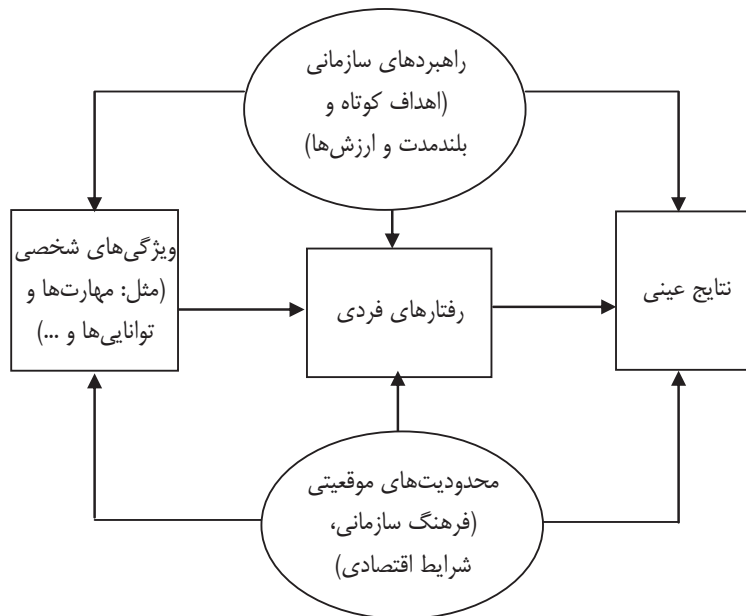 راهبردهای سازمانی
(اهداف کوتاه و
بلندمدت و ارزش‌ها)
ویژگی‌های شخصی
(مثل: مهارت‌ها و
توانایی‌ها و ...)
رفتارهای فردی
نتایج عینی
محدودیت‌های موقعیتی
(فرهنگ سازمانی،
شرایط اقتصادی)